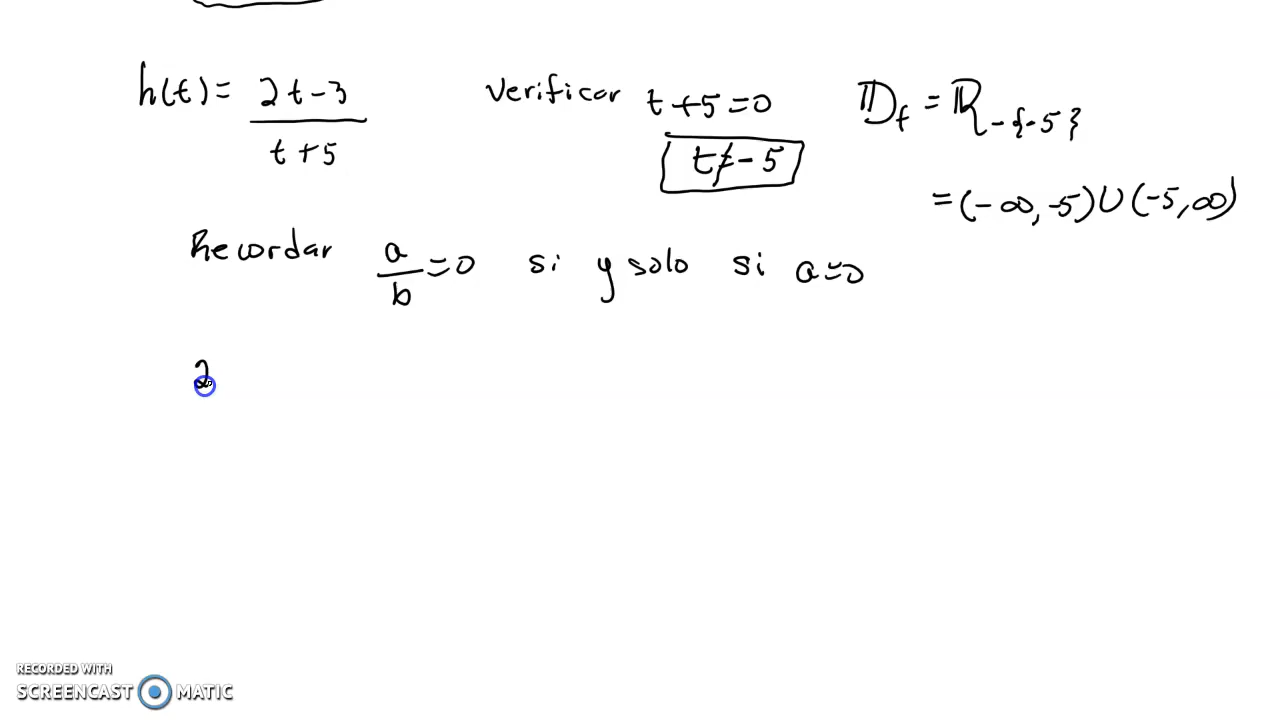 h(t) = 2t-3 / t+5
Verificar t+5=0
t≠-5
D_f = R-{-5}
=(-∞,-5)∪(-5,∞)
Recordar a/b = 0 si y solo si a=0
2
RECORDED WITH
SCREENCAST MATIC